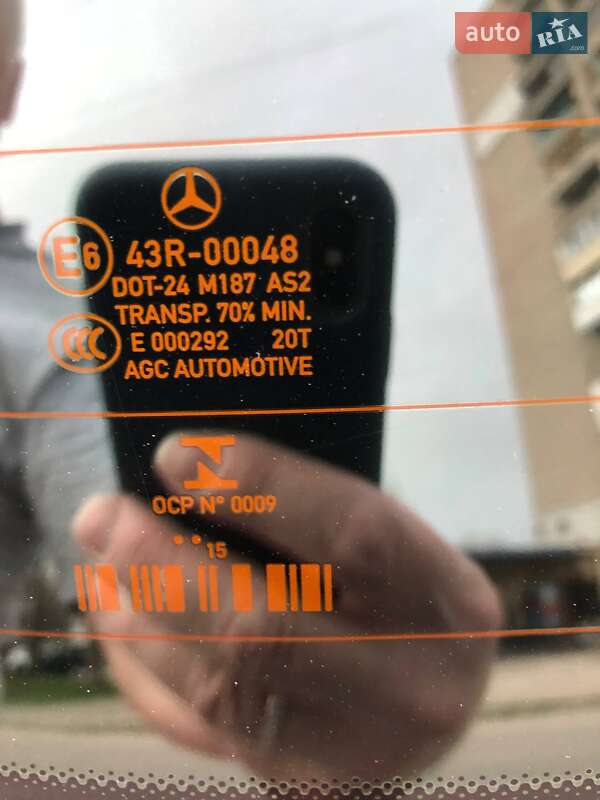 auto RIA .com
E6 43R-00048
DOT-24 M187 AS2
TRANSP. 70% MIN.
CCC E 000292 20T
AGC AUTOMOTIVE
OCP N° 0009
•• 15